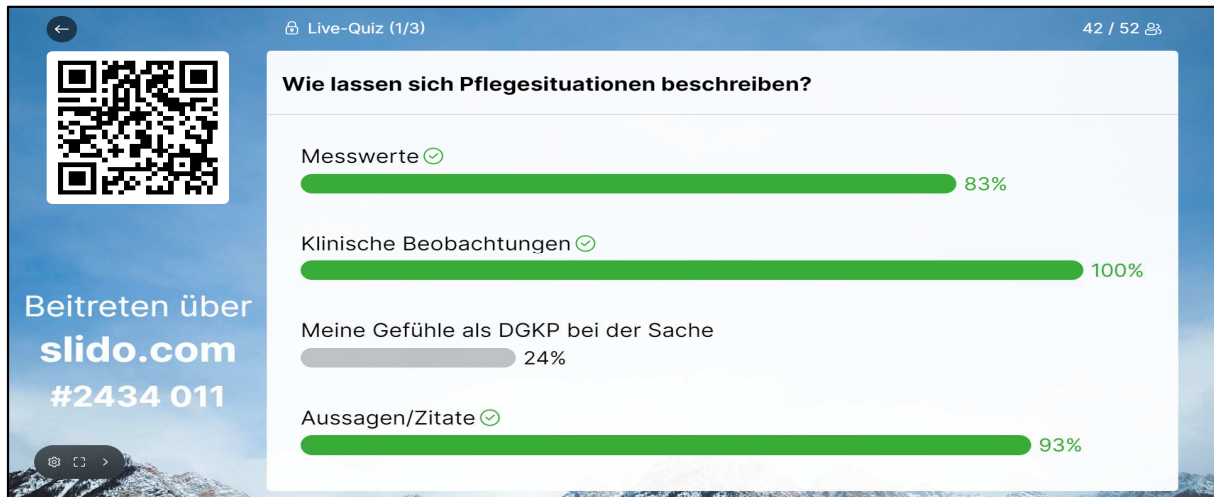 Live-Quiz (1/3)
42 / 52
Wie lassen sich Pflegesituationen beschreiben?
Messwerte
83%
Klinische Beobachtungen
100%
Meine Gefühle als DGKP bei der Sache
24%
Aussagen/Zitate
93%
Beitreten über
slido.com
#2434 011